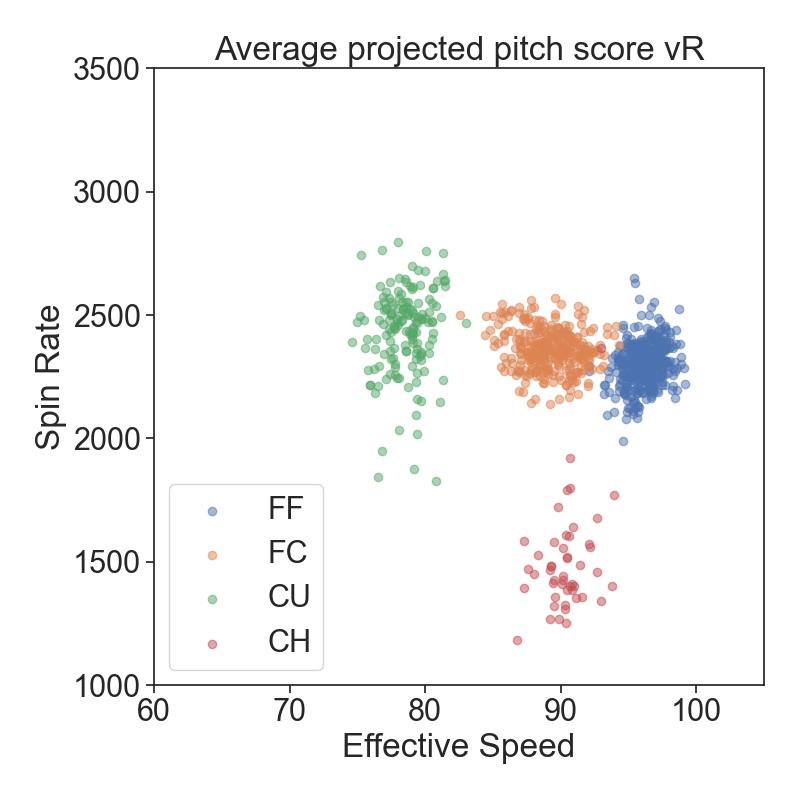 Average projected pitch score vR
3500
3000
2500
2000
1500
1000
Spin Rate
FF
FC
CU
CH
60 70 80 90 100
Effective Speed